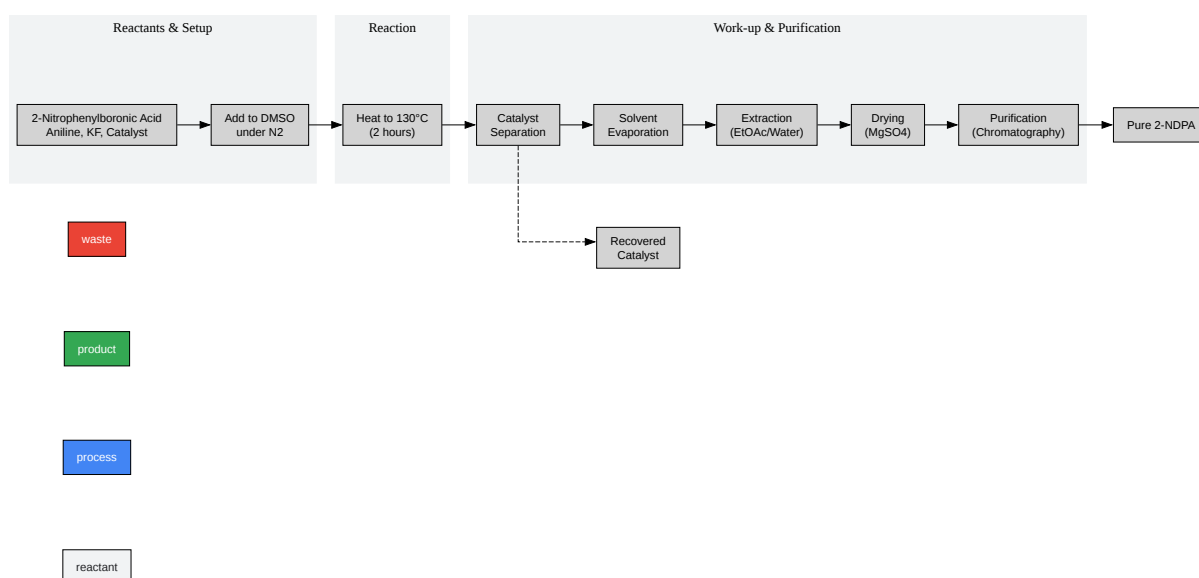 Reactants & Setup
Reaction
Work-up & Purification
2-Nitrophenylboronic Acid
Aniline, KF, Catalyst
Add to DMSO
under N2
Heat to 130°C
(2 hours)
Catalyst
Separation
Solvent
Evaporation
Extraction
(EtOAc/Water)
Drying
(MgSO4)
Purification
(Chromatography)
Pure 2-NDPA
Recovered
Catalyst
waste
product
process
reactant